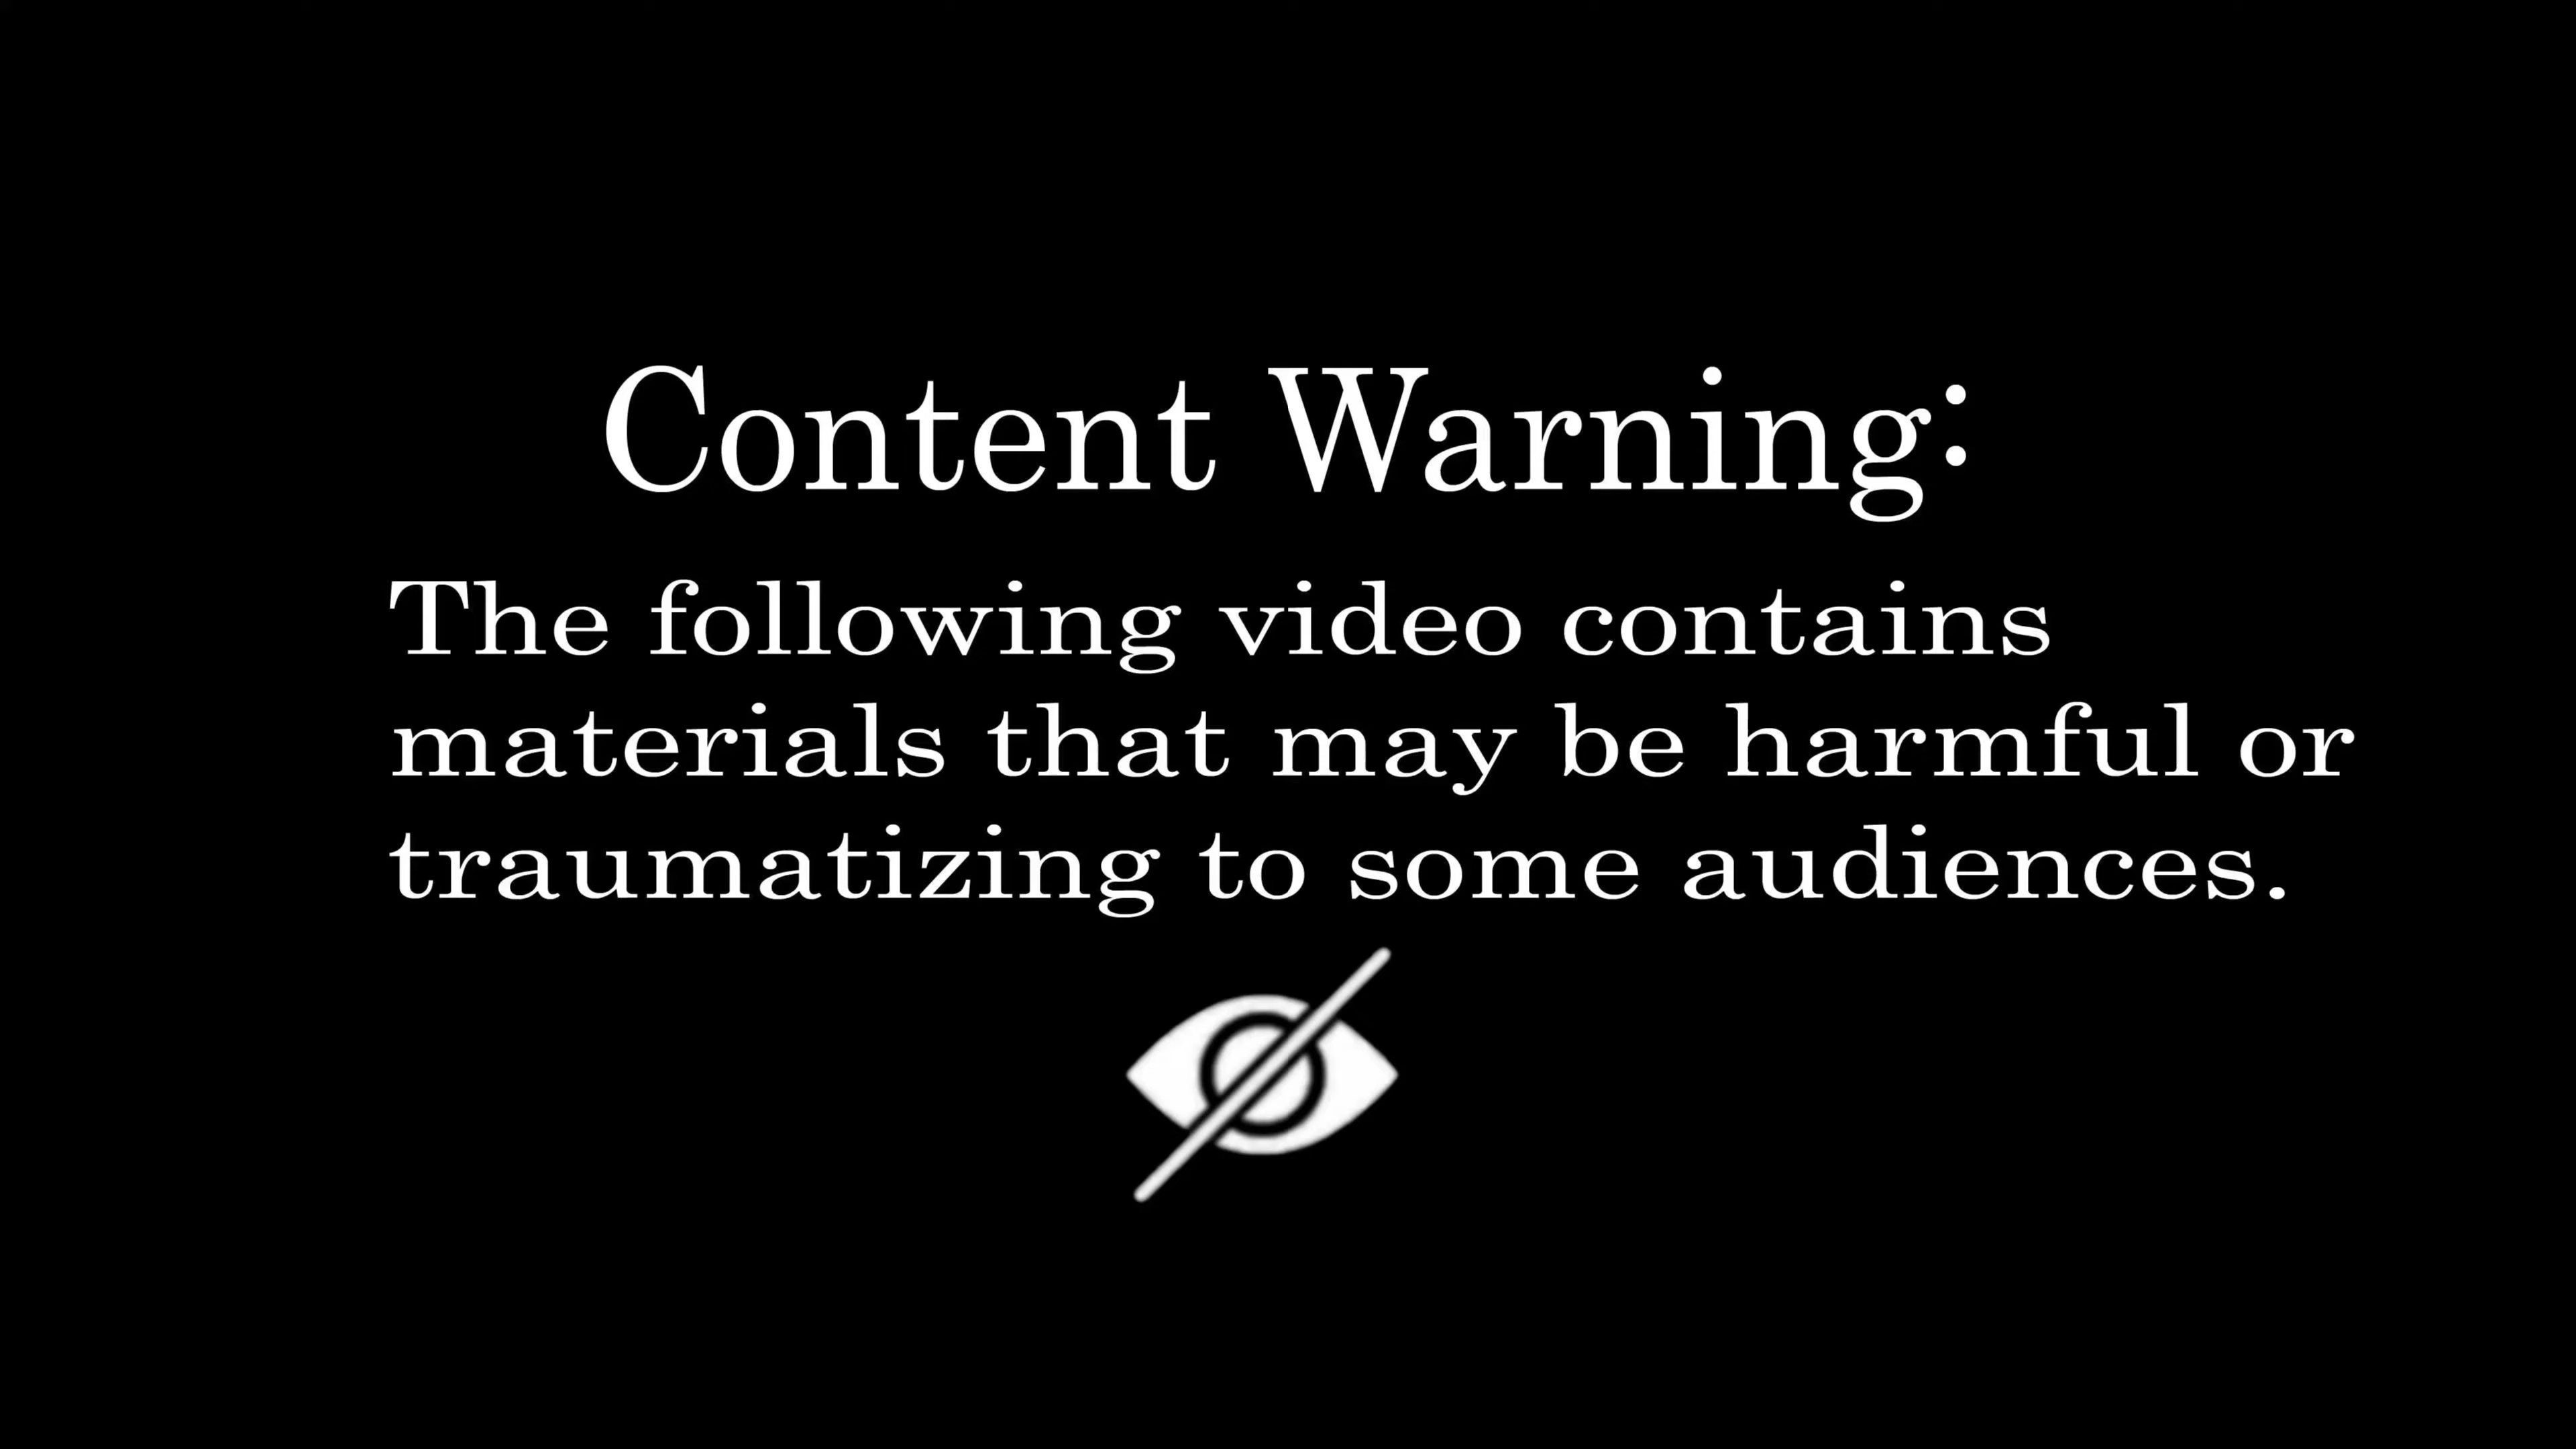 Content Warning:
The following video contains
materials that may be harmful or
traumatizing to some audiences.